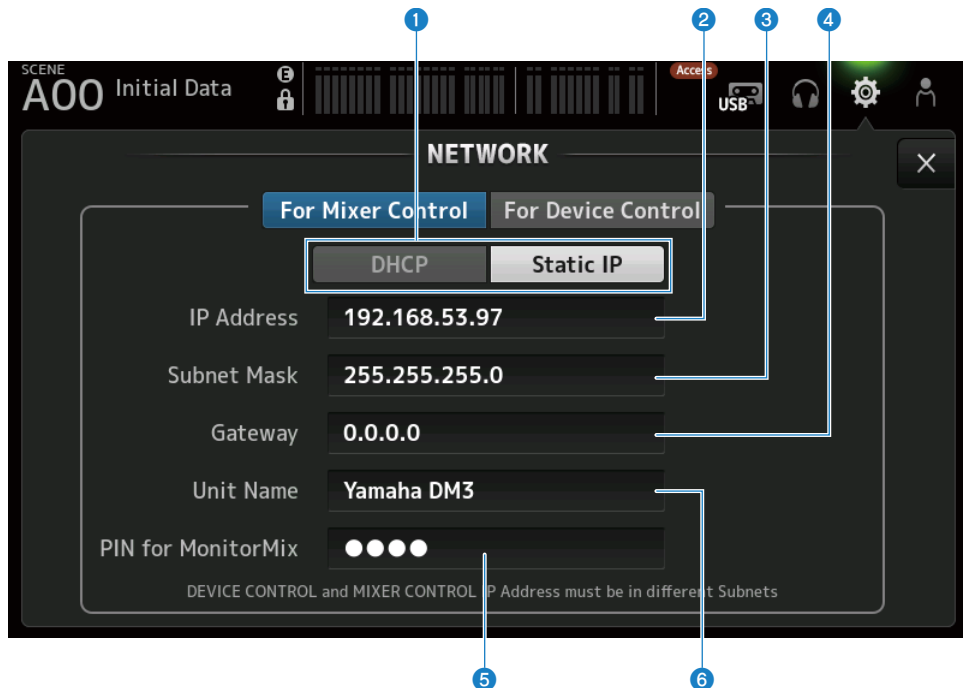 1 2 3 4
SCENE
A00 Initial Data E Access USB
NETWORK
For Mixer Control For Device Control
DHCP Static IP
IP Address 192.168.53.97
Subnet Mask 255.255.255.0
Gateway 0.0.0.0
Unit Name Yamaha DM3
PIN for MonitorMix ●●●●
DEVICE CONTROL and MIXER CONTROL IP Address must be in different Subnets
5 6